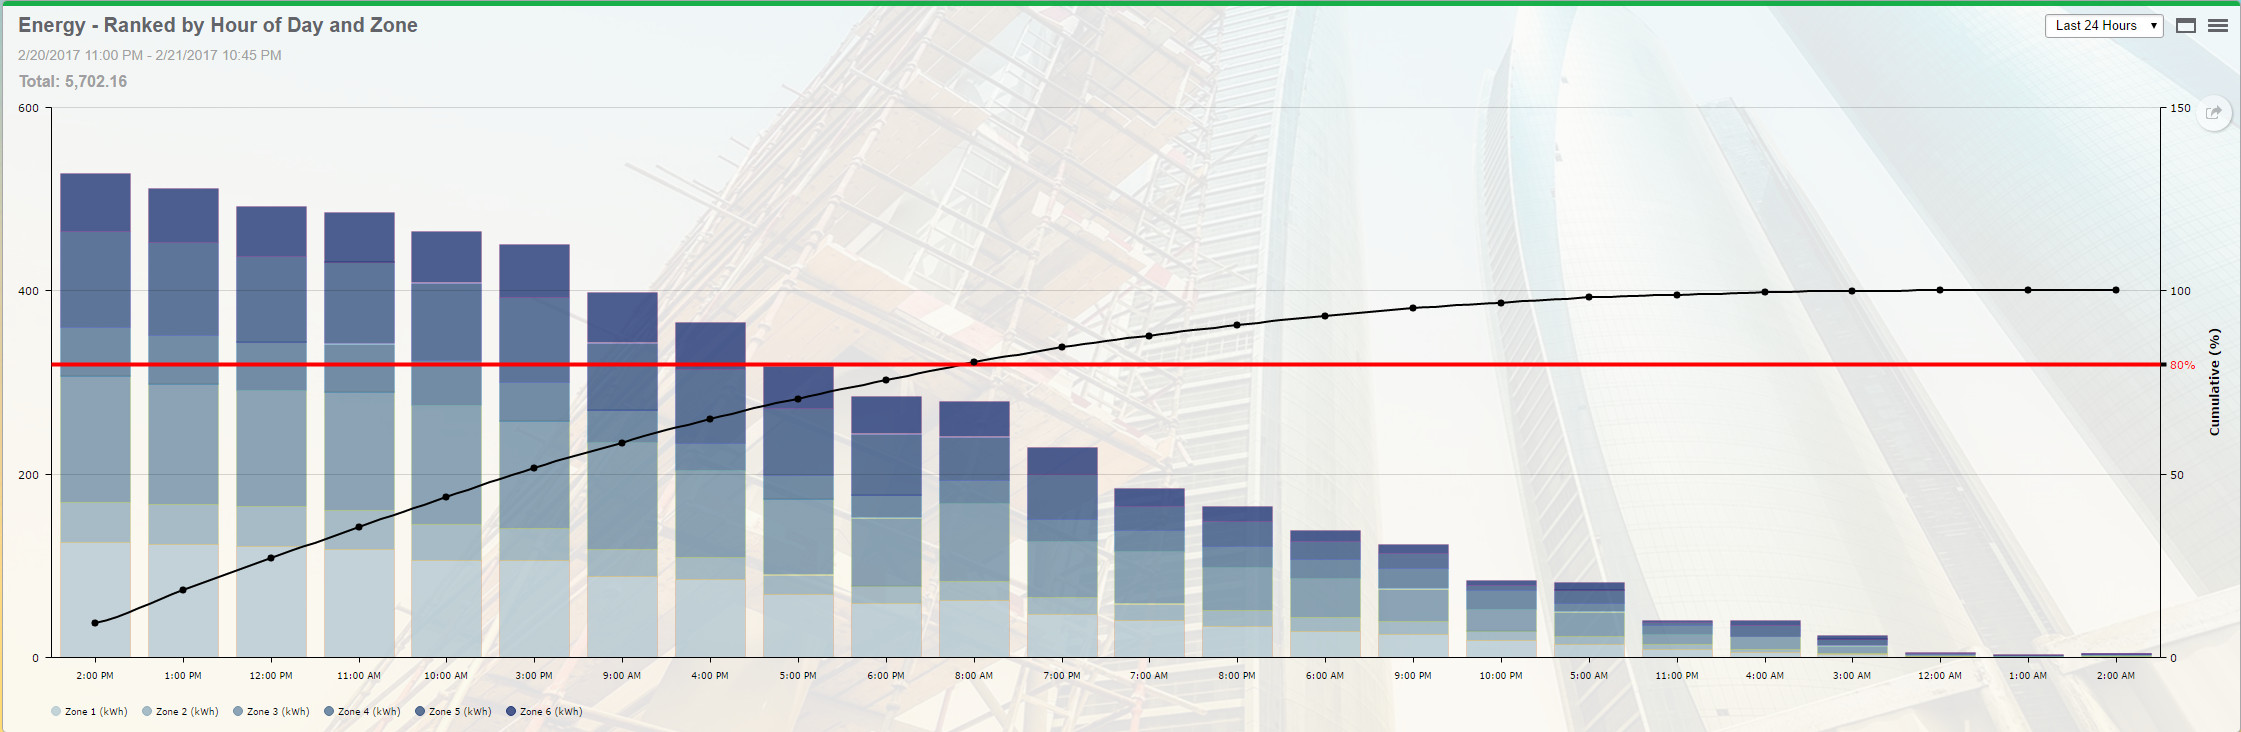 Energy - Ranked by Hour of Day and Zone
Last 24 Hours
2/20/2017 11:00 PM - 2/21/2017 10:45 PM
Total: 5,702.16
600
400
200
0
150
100
80%
50
0
Cumulative (%)
2:00 PM 1:00 PM 12:00 PM 11:00 AM 10:00 AM 3:00 PM 9:00 AM 4:00 PM 5:00 PM 6:00 PM 8:00 AM 7:00 PM 7:00 AM 8:00 PM 6:00 AM 9:00 PM 10:00 PM 5:00 AM 11:00 PM 4:00 AM 3:00 AM 12:00 AM 1:00 AM 2:00 AM
Zone 1 (kWh) Zone 2 (kWh) Zone 3 (kWh) Zone 4 (kWh) Zone 5 (kWh) Zone 6 (kWh)